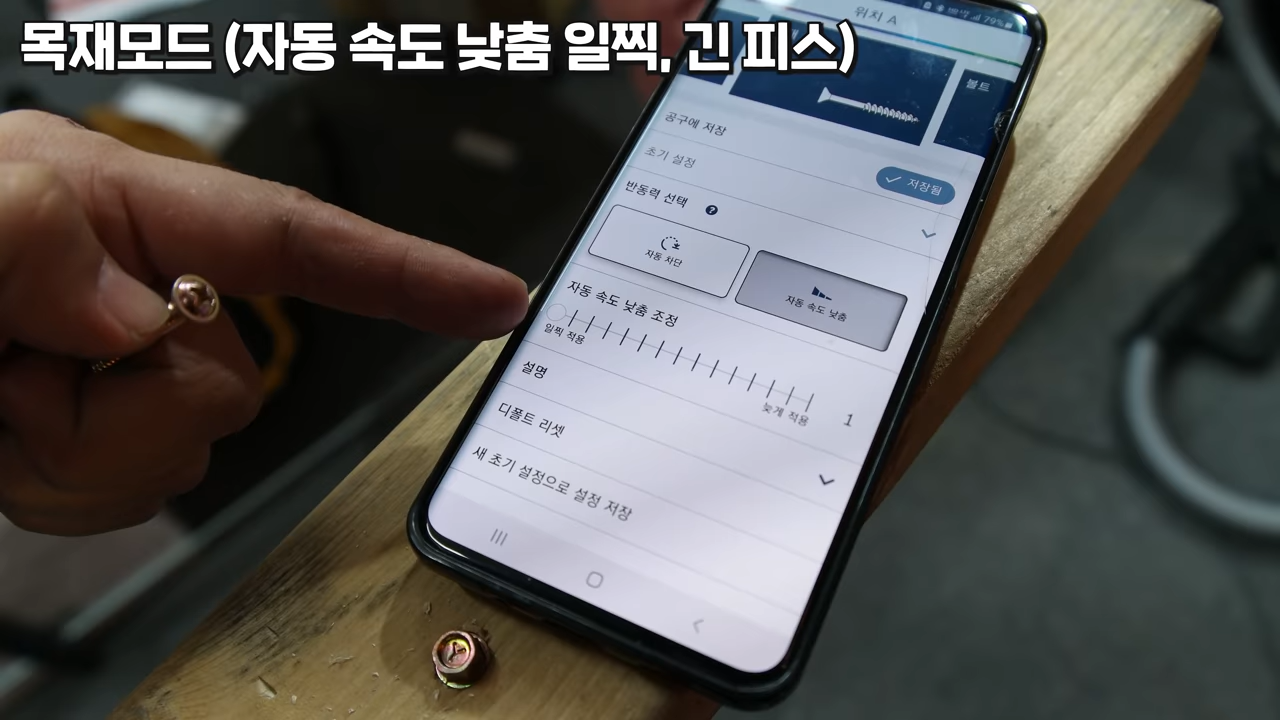 목재모드 (자동 속도 낮춤 일찍, 긴 피스)
79%
위치 A
볼트
공구에 저장
초기 설정
저장됨
반동력 선택 ?
자동 차단
자동 속도 낮춤
자동 속도 낮춤 조정
일찍 적용
늦게 적용
1
설명
디폴트 리셋
새 초기 설정으로 설정 저장